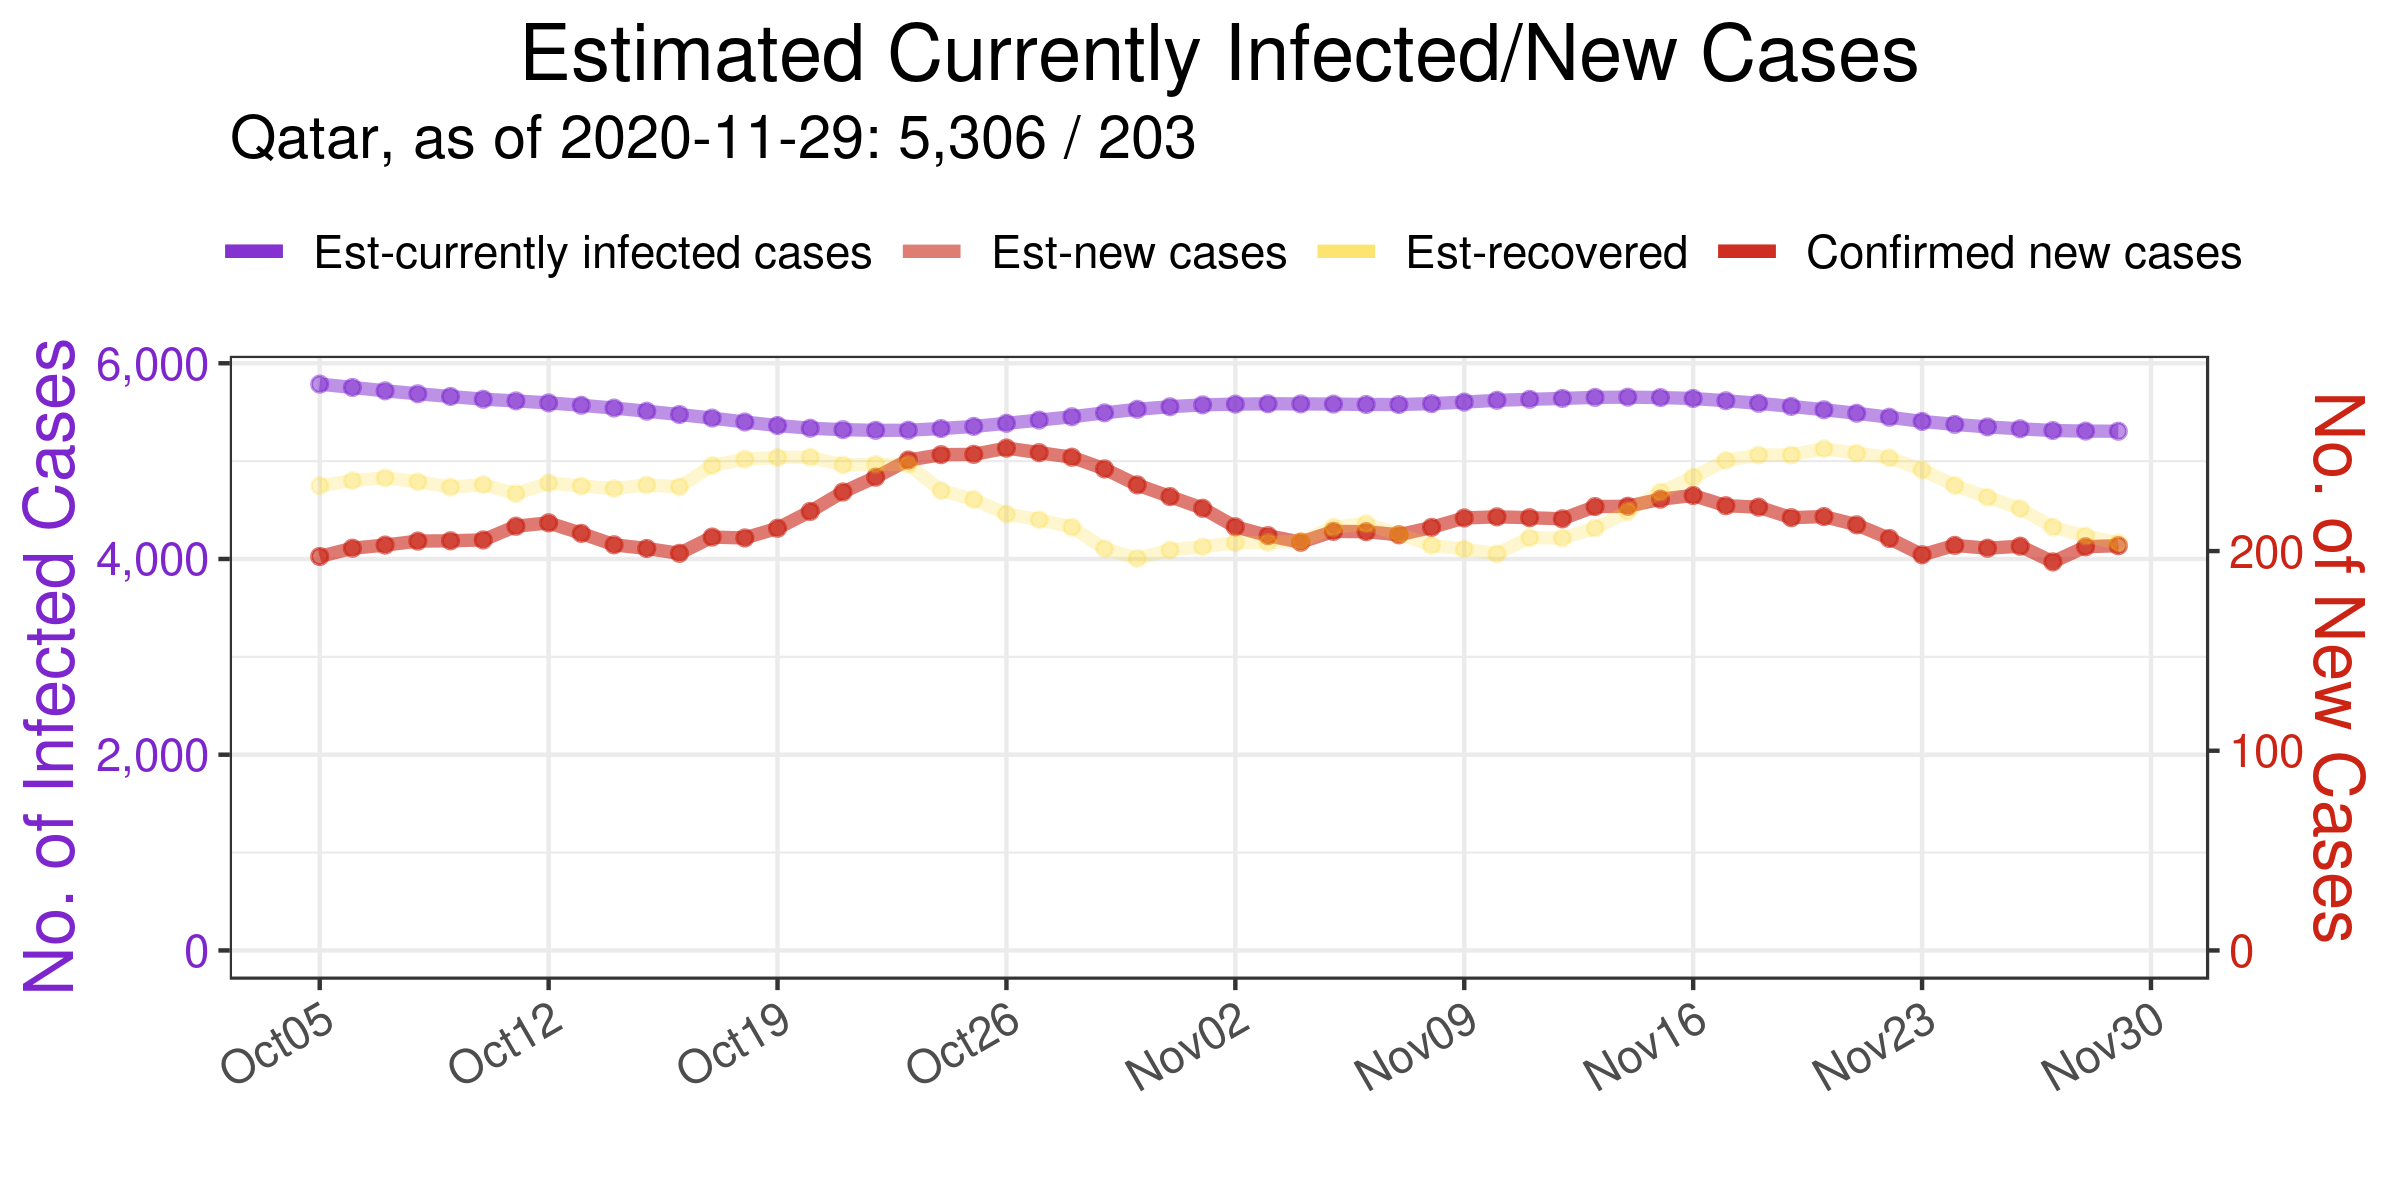 Estimated Currently Infected/New Cases
Qatar, as of 2020-11-29: 5,306 / 203
Est-currently infected cases Est-new cases Est-recovered Confirmed new cases
No. of Infected Cases
6,000
4,000
2,000
0
No. of New Cases
200
100
0
Oct05 Oct12 Oct19 Oct26 Nov02 Nov09 Nov16 Nov23 Nov30